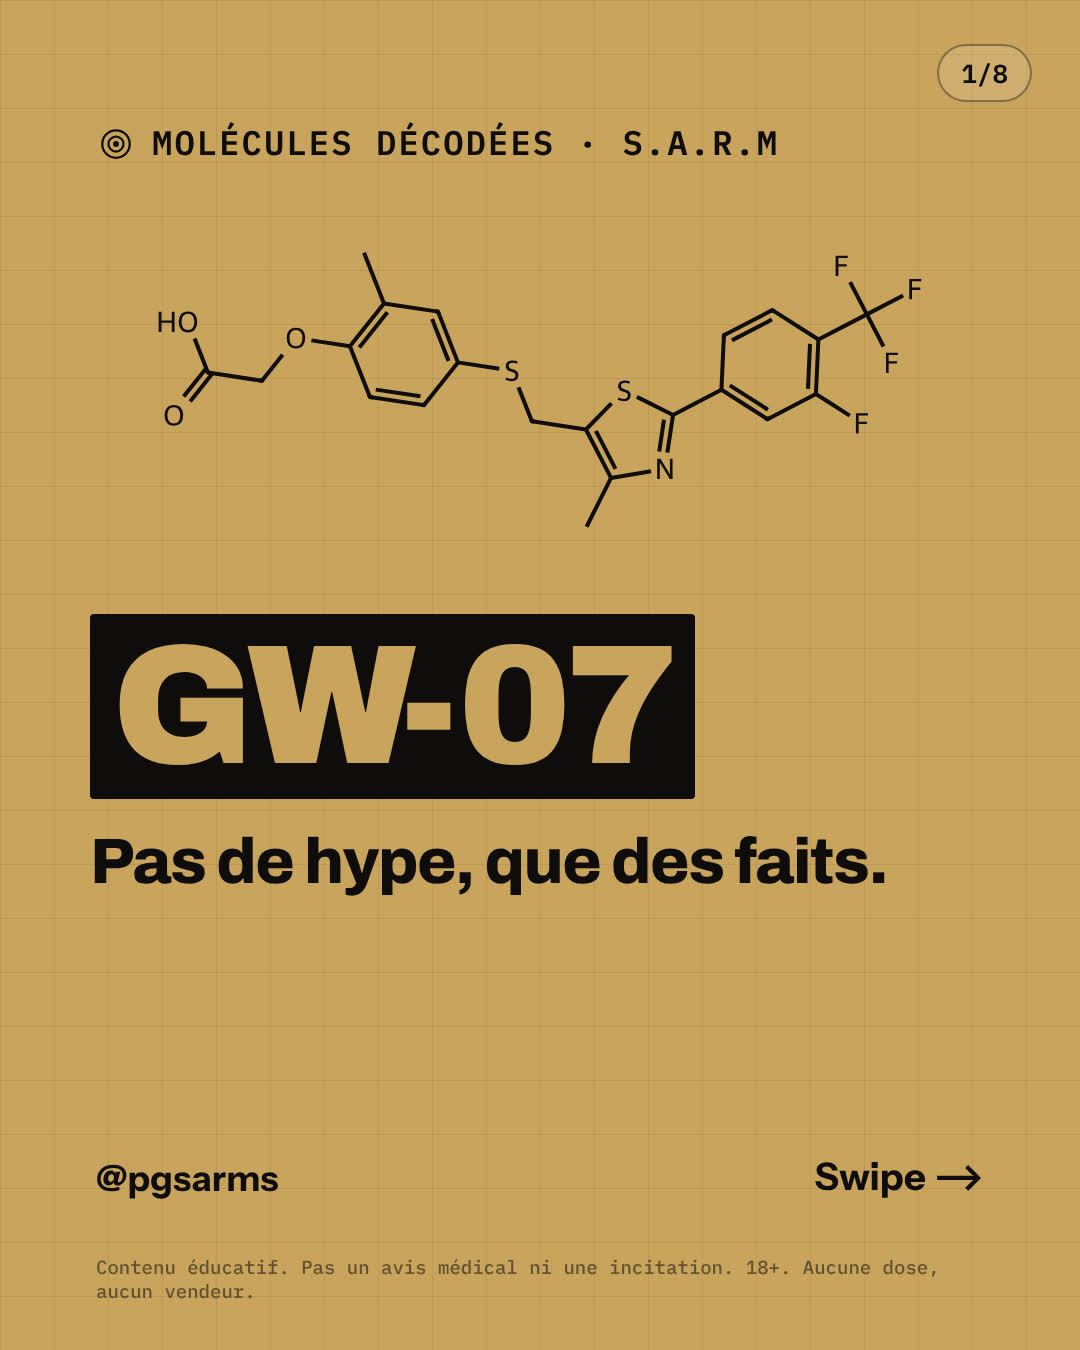 1/8
◎ MOLÉCULES DÉCODÉES · S.A.R.M
HO
O
O
S
S
N
F
F
F
F
GW-07
Pas de hype, que des faits.
@pgsarms
Swipe →
Contenu éducatif. Pas un avis médical ni une incitation. 18+. Aucune dose,
aucun vendeur.